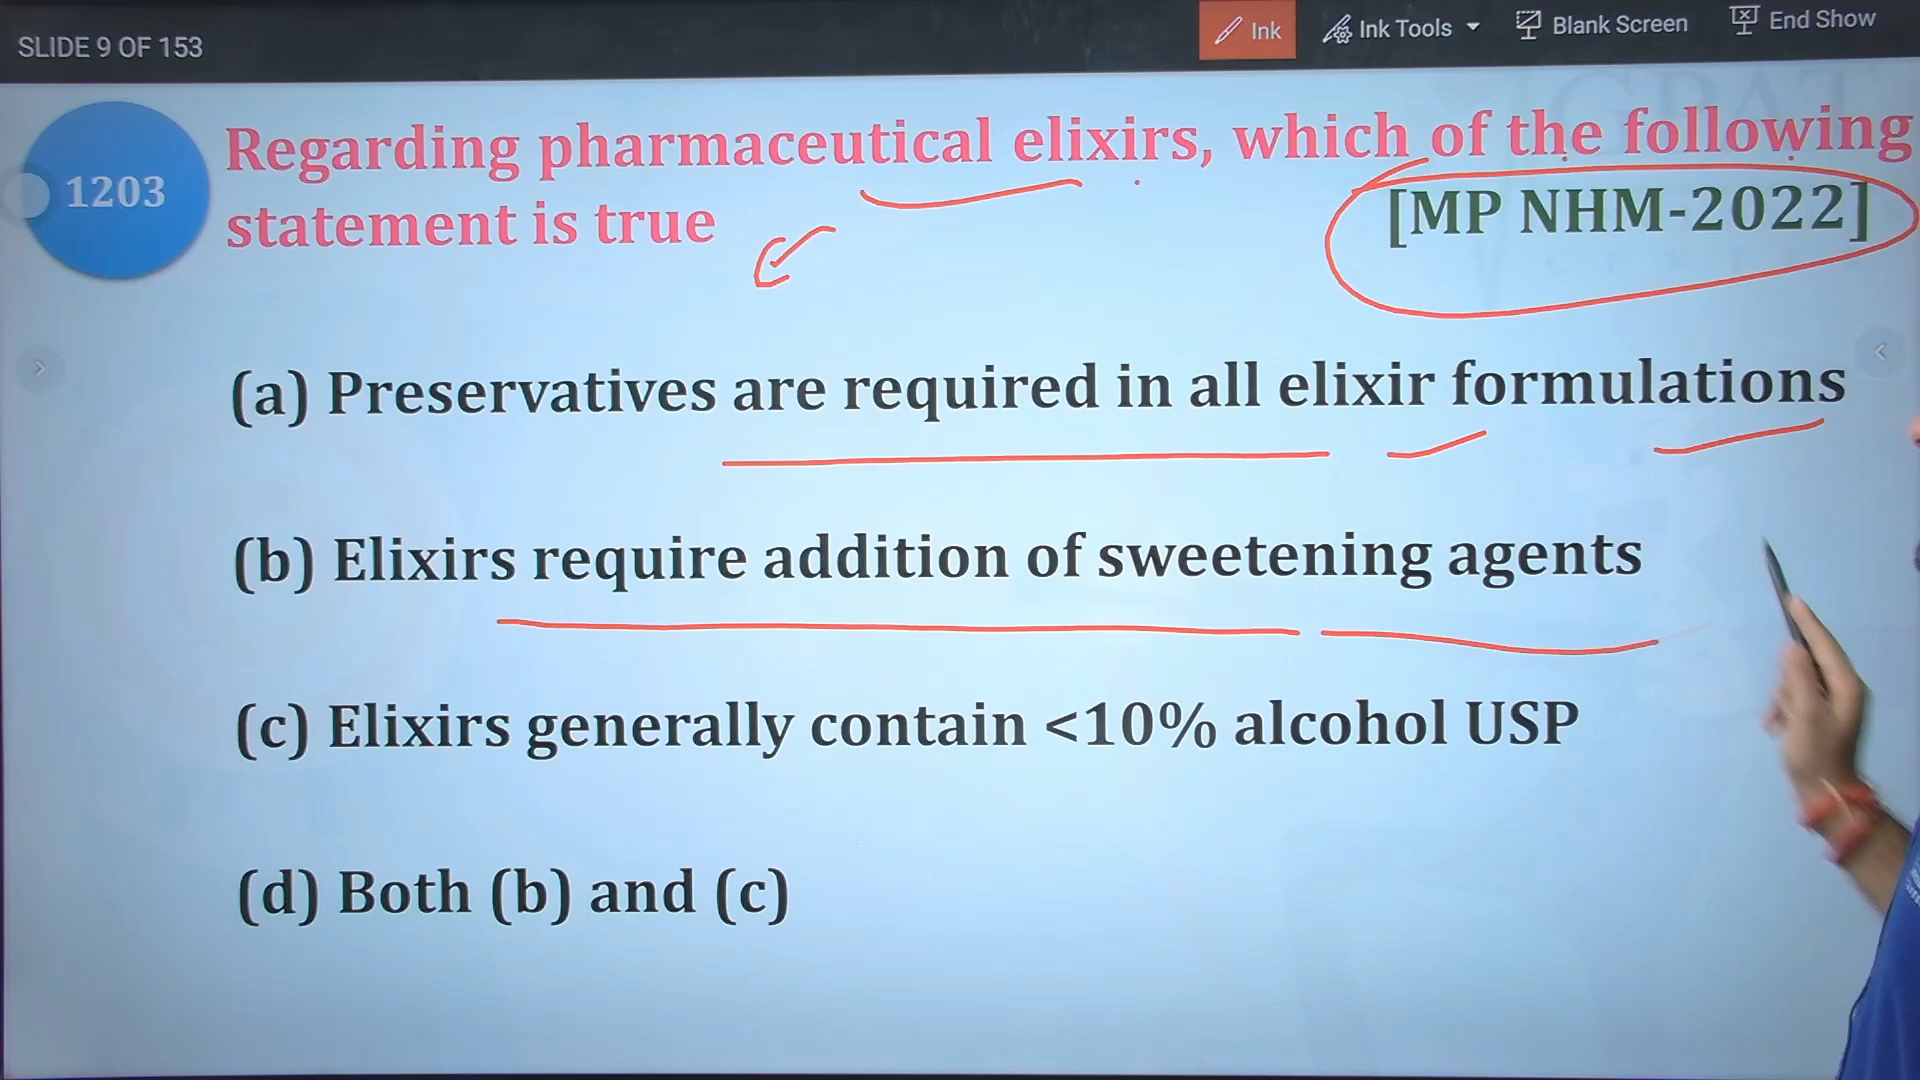 SLIDE 9 OF 153
Ink
Ink Tools
Blank Screen
End Show
1203
Regarding pharmaceutical elixirs, which of the following
statement is true
[MP NHM-2022]
(a) Preservatives are required in all elixir formulations
(b) Elixirs require addition of sweetening agents
(c) Elixirs generally contain <10% alcohol USP
(d) Both (b) and (c)